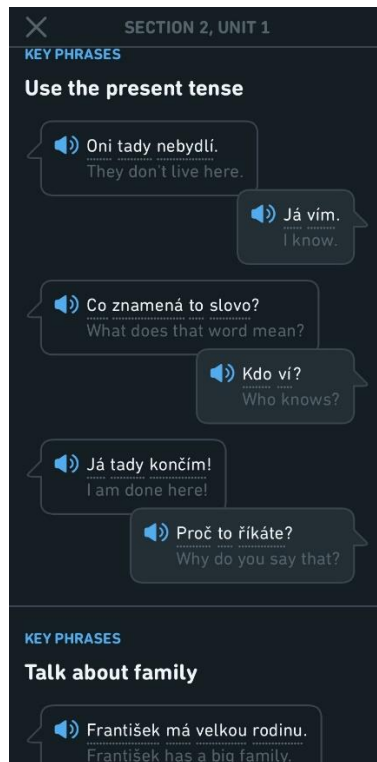 SECTION 2, UNIT 1
KEY PHRASES
Use the present tense
Oni tady nebydlí.
They don't live here.
Já vím.
I know.
Co znamená to slovo?
What does that word mean?
Kdo ví?
Who knows?
Já tady končím!
I am done here!
Proč to říkáte?
Why do you say that?
KEY PHRASES
Talk about family
František má velkou rodinu.
František has a big family.